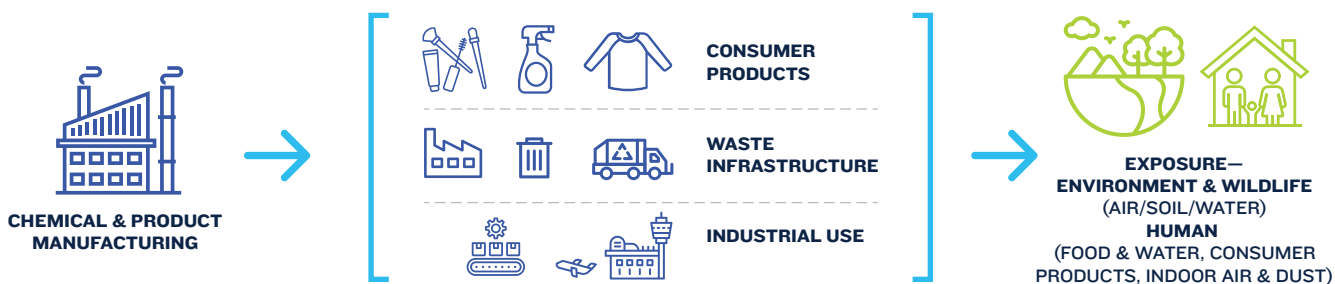 CHEMICAL & PRODUCT
MANUFACTURING
CONSUMER
PRODUCTS
WASTE
INFRASTRUCTURE
INDUSTRIAL USE
EXPOSURE—
ENVIRONMENT & WILDLIFE
(AIR/SOIL/WATER)
HUMAN
(FOOD & WATER, CONSUMER
PRODUCTS, INDOOR AIR & DUST)